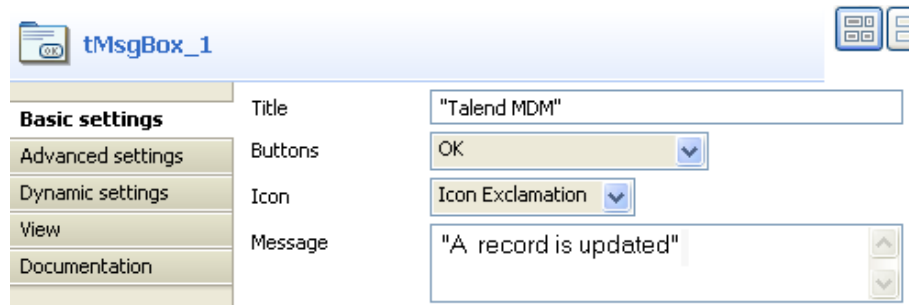 OK
tMsgBox_1
Basic settings
Advanced settings
Dynamic settings
View
Documentation
Title "Talend MDM"
Buttons OK
Icon Icon Exclamation
Message "A record is updated"